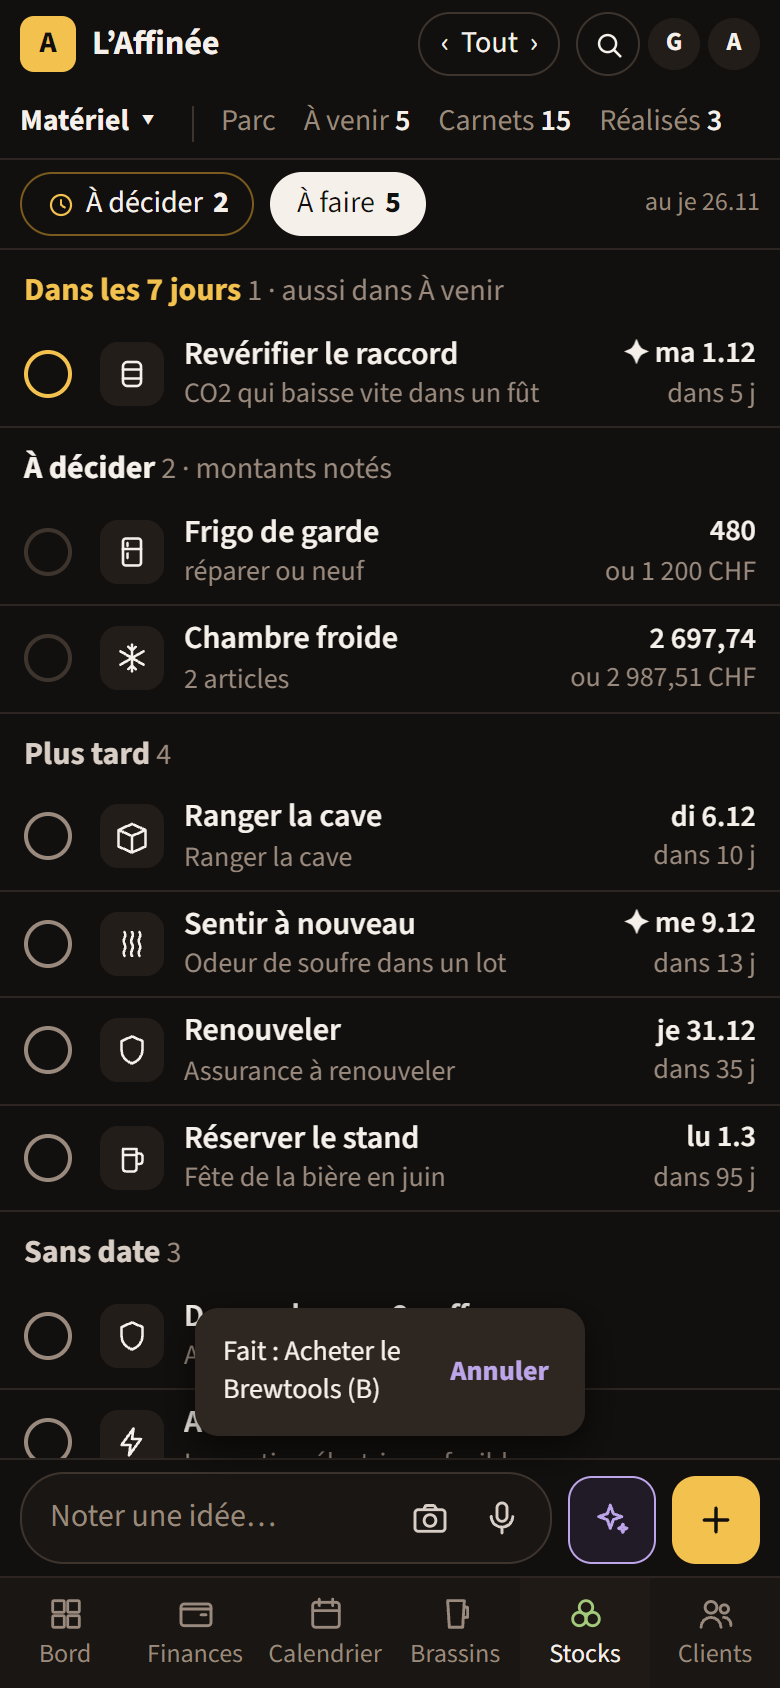 A L’Affinée ‹ Tout › G A
Matériel ▼ Parc À venir 5 Carnets 15 Réalisés 3
À décider 2 À faire 5 au je 26.11
Dans les 7 jours 1 · aussi dans À venir
Revérifier le raccord ✦ ma 1.12
CO2 qui baisse vite dans un fût dans 5 j
À décider 2 · montants notés
Frigo de garde 480
réparer ou neuf ou 1 200 CHF
Chambre froide 2 697,74
2 articles ou 2 987,51 CHF
Plus tard 4
Ranger la cave di 6.12
Ranger la cave dans 10 j
Sentir à nouveau ✦ me 9.12
Odeur de soufre dans un lot dans 13 j
Renouveler je 31.12
Assurance à renouveler dans 35 j
Réserver le stand lu 1.3
Fête de la bière en juin dans 95 j
Sans date 3
Fait : Acheter le
Brewtools (B)
Annuler
Noter une idée…
Bord Finances Calendrier Brassins Stocks Clients